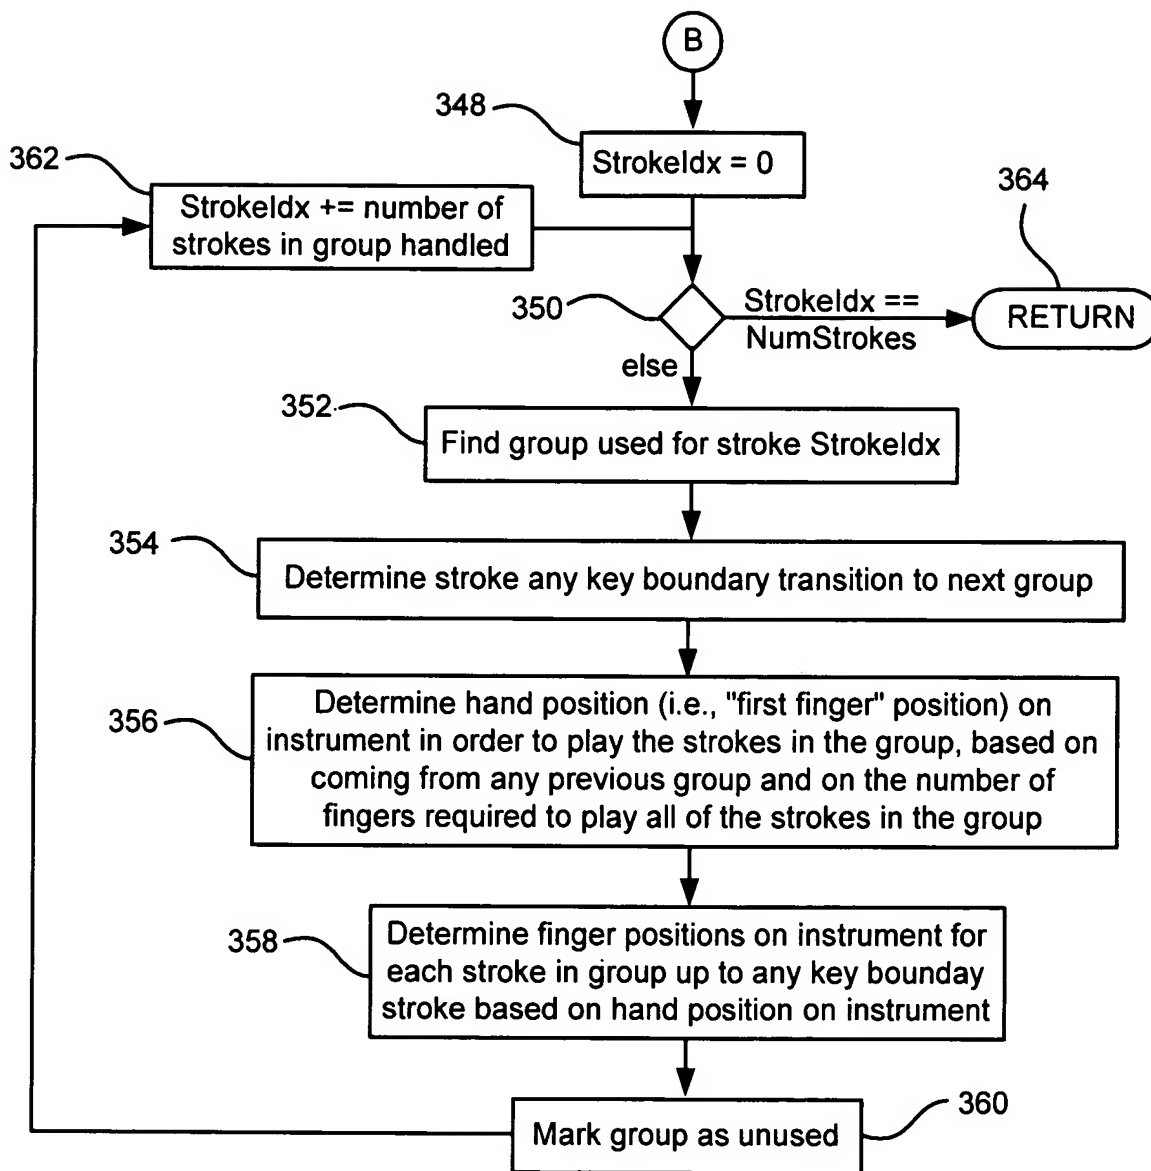 B
348
StrokeIdx = 0
362
StrokeIdx += number of
strokes in group handled
364
350
StrokeIdx ==
NumStrokes
RETURN
else
352
Find group used for stroke StrokeIdx
354
Determine stroke any key boundary transition to next group
356
Determine hand position (i.e., "first finger" position) on
instrument in order to play the strokes in the group, based on
coming from any previous group and on the number of
fingers required to play all of the strokes in the group
358
Determine finger positions on instrument for
each stroke in group up to any key bounday
stroke based on hand position on instrument
360
Mark group as unused